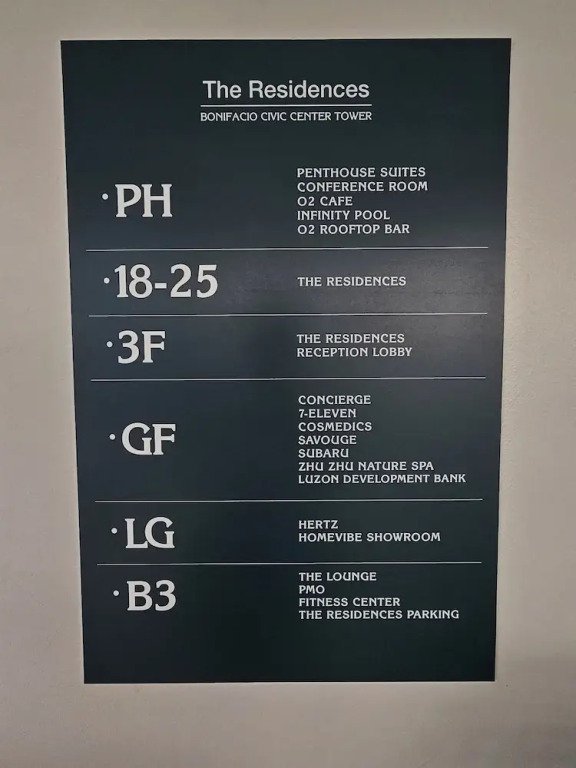 The Residences
BONIFACIO CIVIC CENTER TOWER
· PH
PENTHOUSE SUITES
CONFERENCE ROOM
O2 CAFE
INFINITY POOL
O2 ROOFTOP BAR
· 18-25
THE RESIDENCES
· 3F
THE RESIDENCES
RECEPTION LOBBY
· GF
CONCIERGE
7-ELEVEN
COSMEDICS
SAVOUGE
SUBARU
ZHU ZHU NATURE SPA
LUZON DEVELOPMENT BANK
· LG
HERTZ
HOMEVIBE SHOWROOM
· B3
THE LOUNGE
PMO
FITNESS CENTER
THE RESIDENCES PARKING